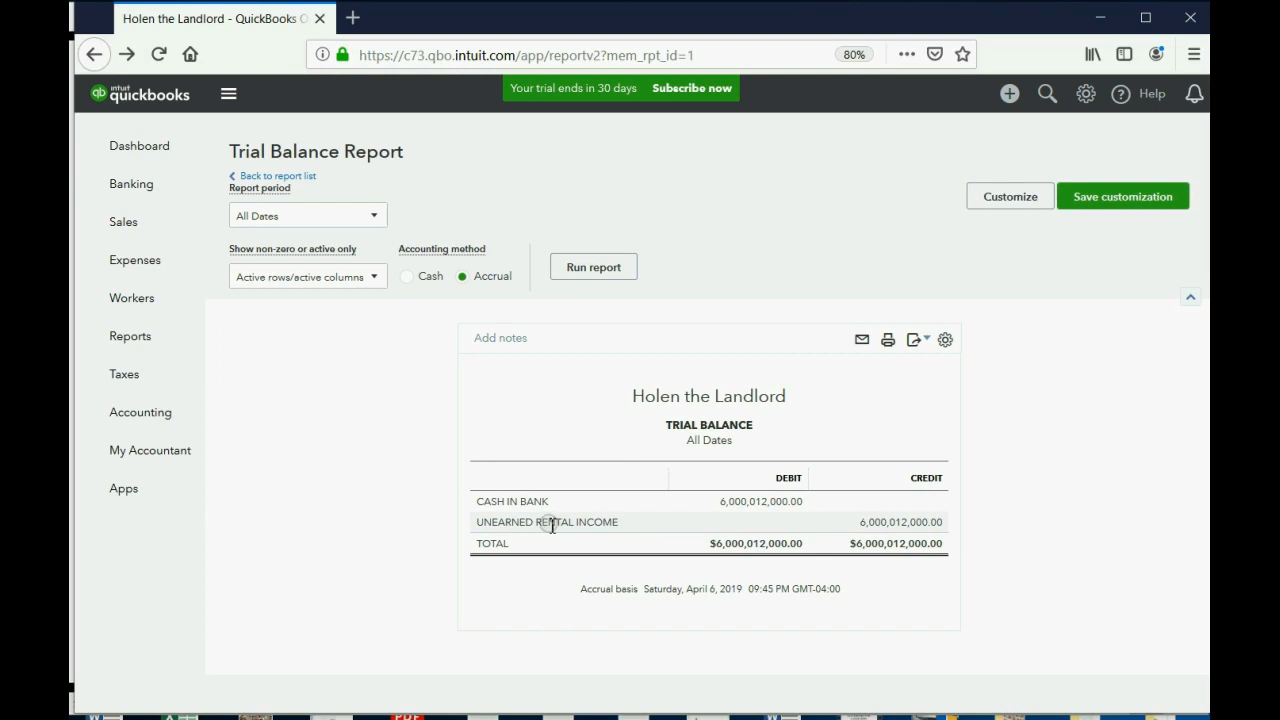 Holen the Landlord - QuickBooks O
https://c73.qbo.intuit.com/app/reportv2?mem_rpt_id=1
80%
intuit quickbooks
Your trial ends in 30 days Subscribe now
Help
Dashboard
Banking
Sales
Expenses
Workers
Reports
Taxes
Accounting
My Accountant
Apps
Trial Balance Report
Back to report list
Report period
All Dates
Customize
Save customization
Show non-zero or active only
Accounting method
Active rows/active columns
Cash
Accrual
Run report
Add notes
Holen the Landlord
TRIAL BALANCE
All Dates
DEBIT CREDIT
CASH IN BANK 6,000,012,000.00
UNEARNED RENTAL INCOME 6,000,012,000.00
TOTAL $6,000,012,000.00 $6,000,012,000.00
Accrual basis Saturday, April 6, 2019 09:45 PM GMT-04:00
PDF